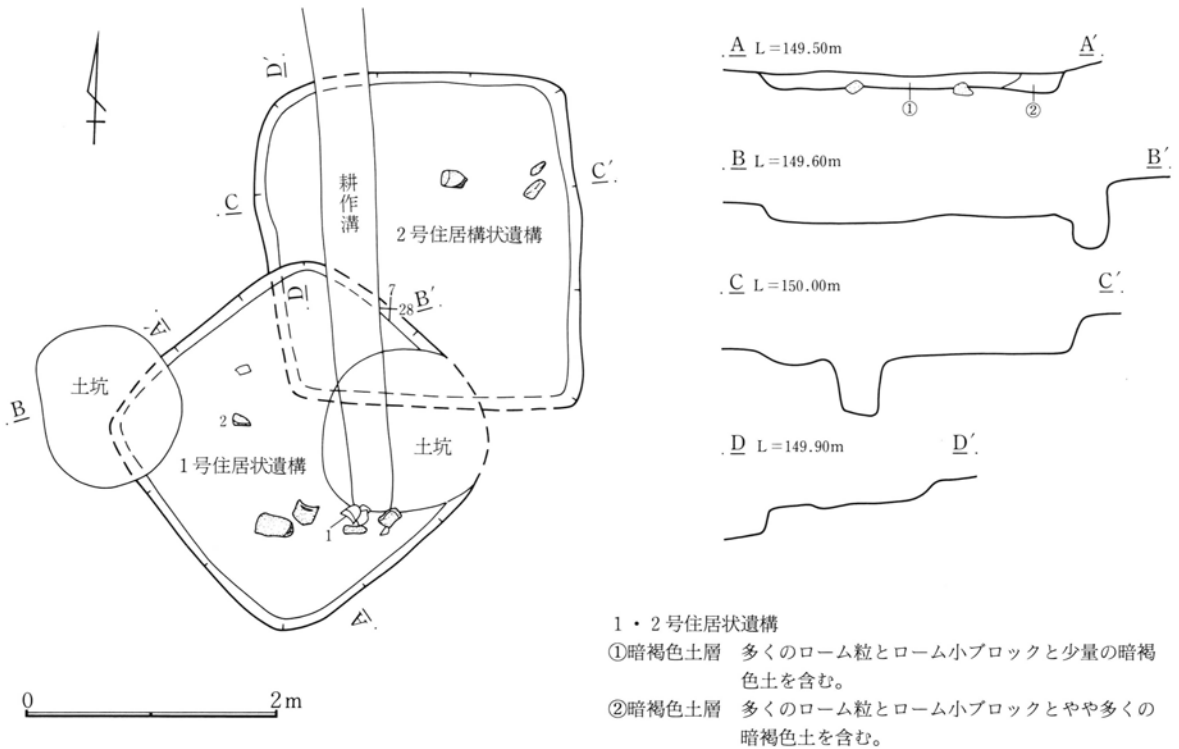 D′.
.C
C′.
耕作溝
2号住居構状遺構
D
7
28
B′.
A′.
土坑
.B
2
1号住居状遺構
土坑
1
A.
0 2m
.A L=149.50m A′.
① ②
.B L=149.60m B′.
.C L=150.00m C′.
.D L=149.90m D′.
1・2号住居状遺構
①暗褐色土層 多くのローム粒とローム小ブロックと少量の暗褐
色土を含む。
②暗褐色土層 多くのローム粒とローム小ブロックとやや多くの
暗褐色土を含む。